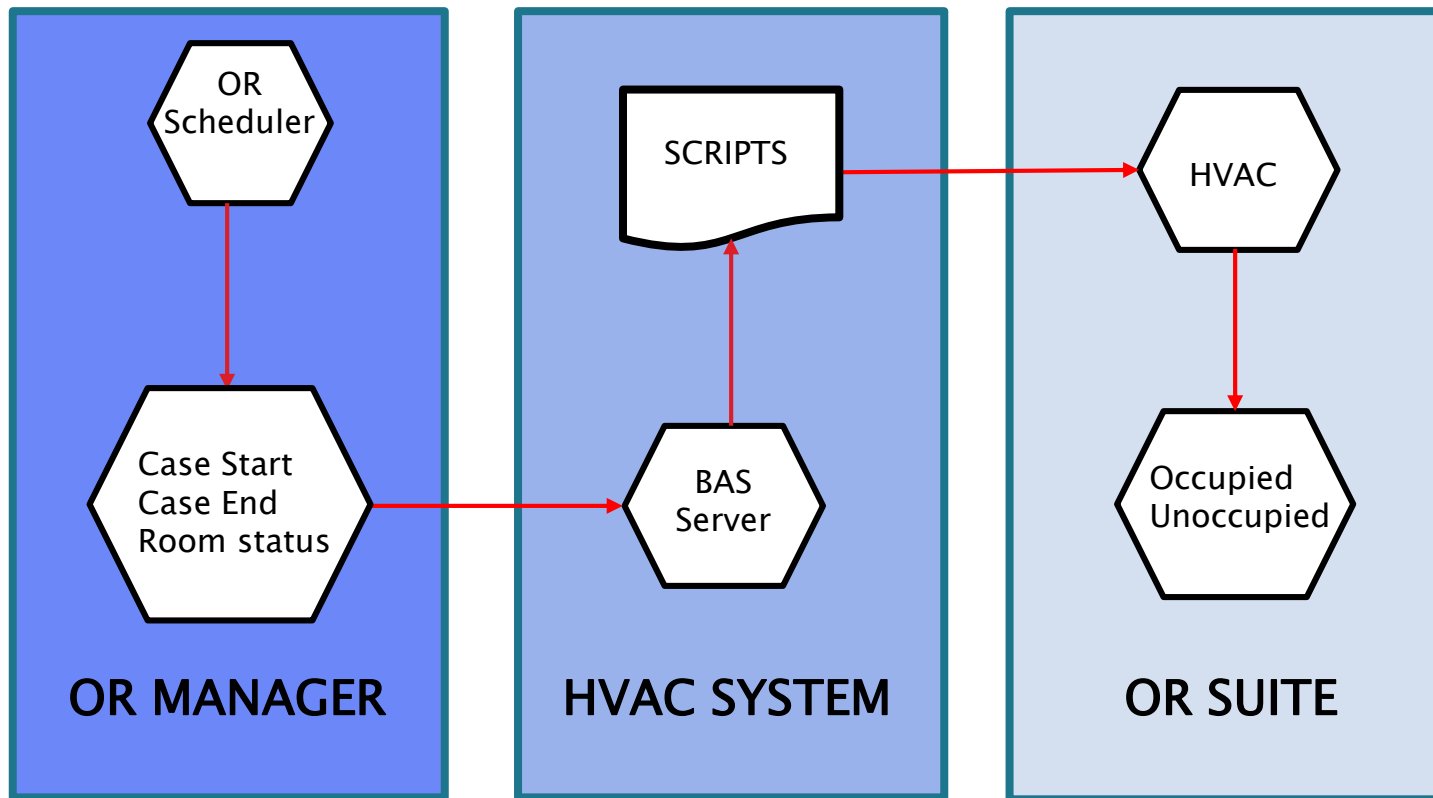 OR
Scheduler
Case Start
Case End
Room status
OR MANAGER
SCRIPTS
BAS
Server
HVAC SYSTEM
HVAC
Occupied
Unoccupied
OR SUITE